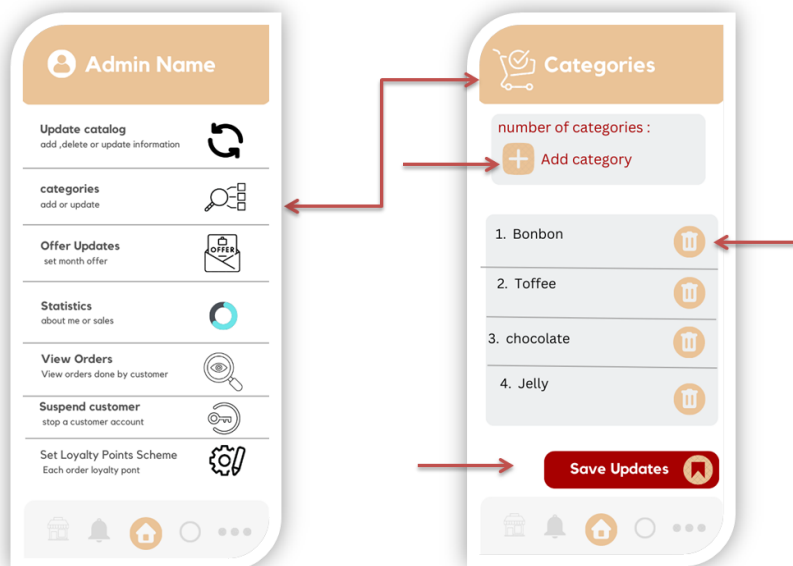 Admin Name
Update catalog
add ,delete or update information
categories
add or update
Offer Updates
OFFER
set month offer
Statistics
about me or sales
View Orders
View orders done by customer
Suspend customer
stop a customer account
Set Loyalty Points Scheme
Each order loyalty pont
Categories
number of categories :
Add category
1. Bonbon
2. Toffee
3. chocolate
4. Jelly
Save Updates